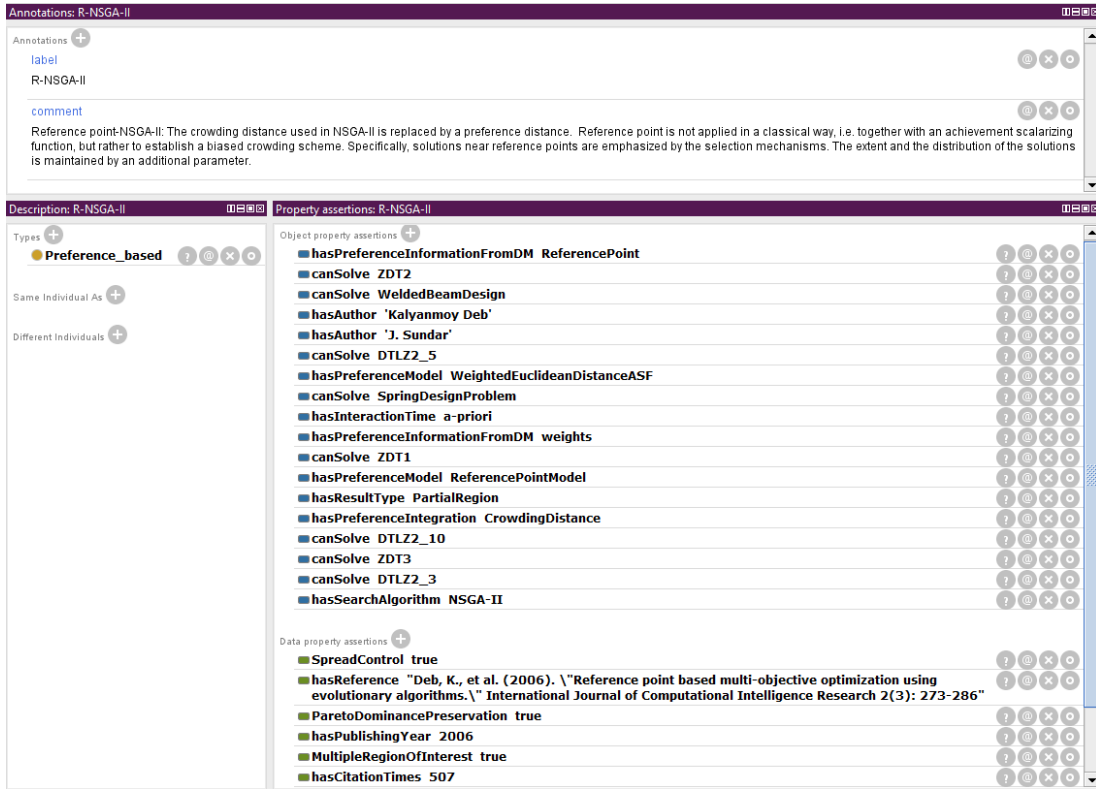 Annotations: R-NSGA-II
Annotations
label
R-NSGA-II
comment
Reference point-NSGA-II: The crowding distance used in NSGA-II is replaced by a preference distance.  Reference point is not applied in a classical way, i.e. together with an achievement scalarizing
function, but rather to establish a biased crowding scheme. Specifically, solutions near reference points are emphasized by the selection mechanisms. The extent and the distribution of the solutions
is maintained by an additional parameter.
Description: R-NSGA-II
Types
Preference_based
Same Individual As
Different Individuals
Property assertions: R-NSGA-II
Object property assertions
hasPreferenceInformationFromDM  ReferencePoint
canSolve  ZDT2
canSolve  WeldedBeamDesign
hasAuthor  'Kalyanmoy Deb'
hasAuthor  'J. Sundar'
canSolve  DTLZ2_5
hasPreferenceModel  WeightedEuclideanDistanceASF
canSolve  SpringDesignProblem
hasInteractionTime  a-priori
hasPreferenceInformationFromDM  weights
canSolve  ZDT1
hasPreferenceModel  ReferencePointModel
hasResultType  PartialRegion
hasPreferenceIntegration  CrowdingDistance
canSolve  DTLZ2_10
canSolve  ZDT3
canSolve  DTLZ2_3
hasSearchAlgorithm  NSGA-II
Data property assertions
SpreadControl  true
hasReference  "Deb, K., et al. (2006). \"Reference point based multi-objective optimization using
evolutionary algorithms.\" International Journal of Computational Intelligence Research 2(3): 273-286"
ParetoDominancePreservation  true
hasPublishingYear  2006
MultipleRegionOfInterest  true
hasCitationTimes  507